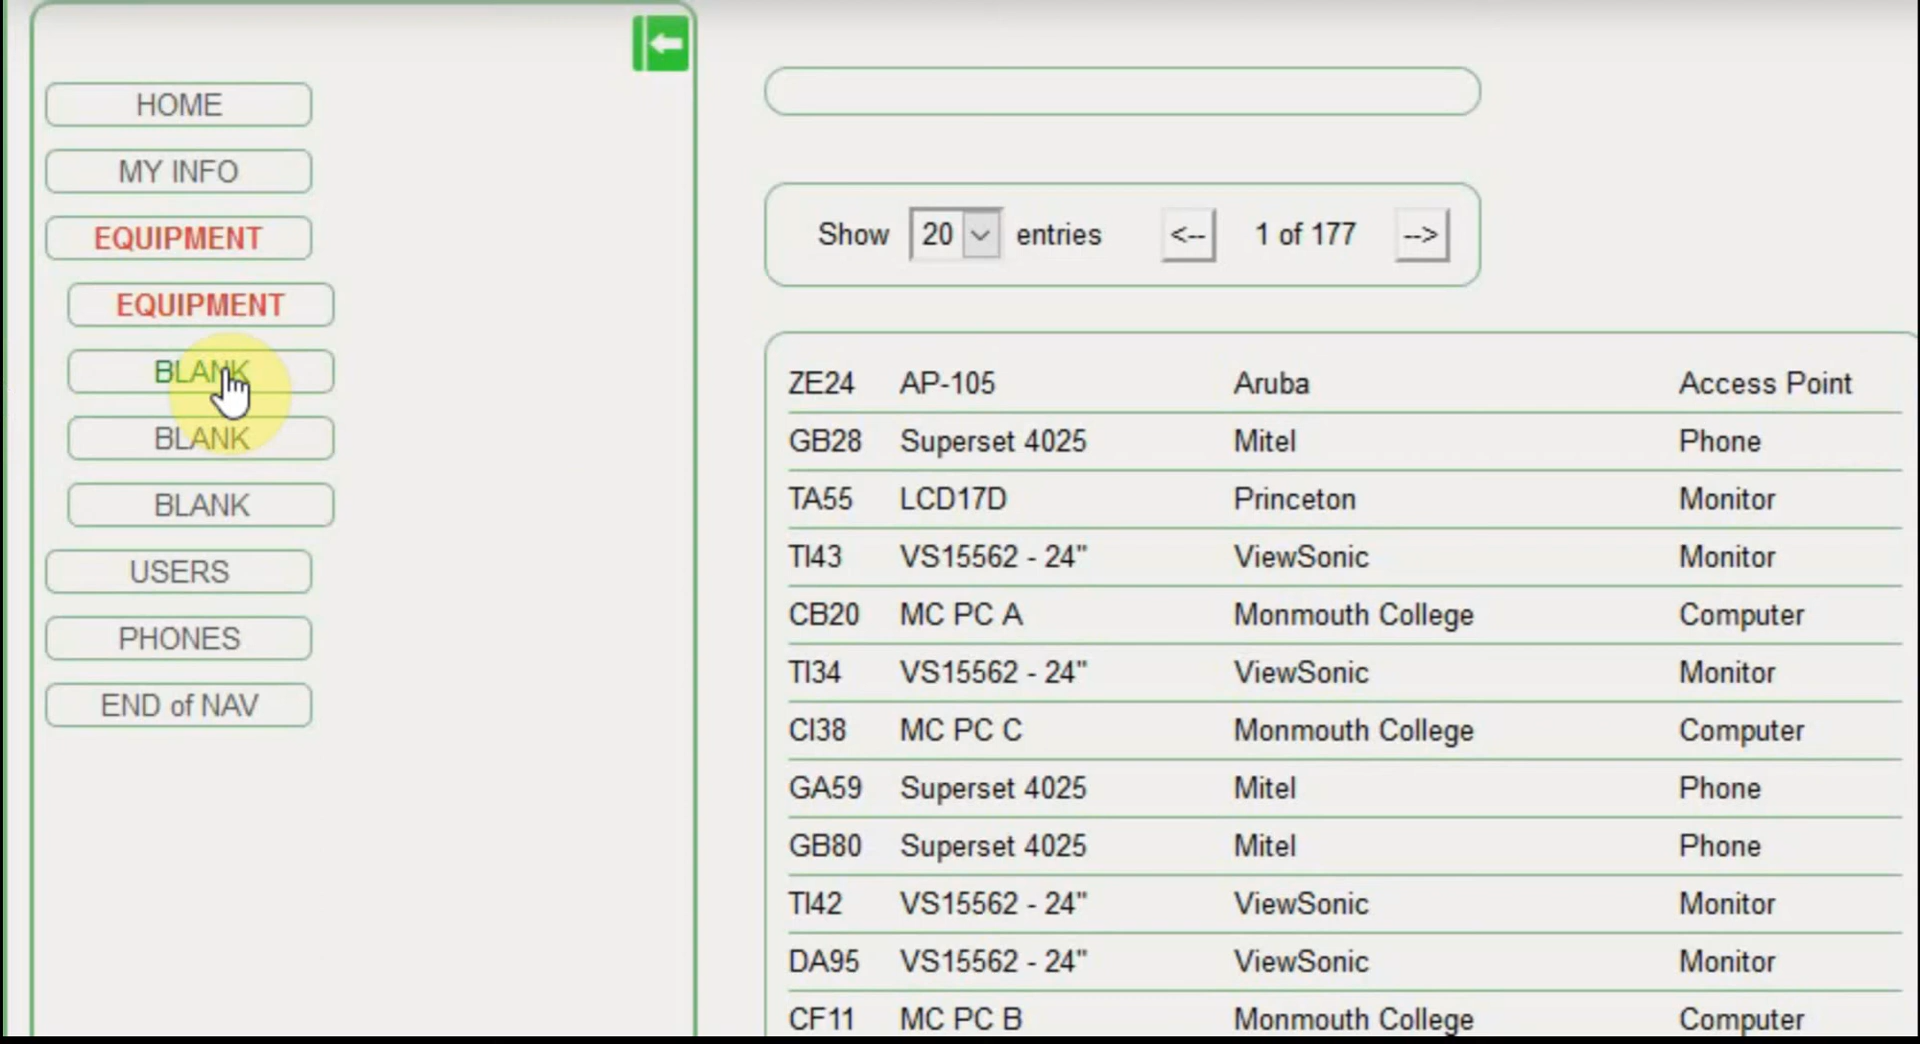 HOME
MY INFO
EQUIPMENT
EQUIPMENT
BLANK
BLANK
BLANK
USERS
PHONES
END of NAV
Show 20 entries <-- 1 of 177 -->
ZE24 AP-105 Aruba Access Point
GB28 Superset 4025 Mitel Phone
TA55 LCD17D Princeton Monitor
TI43 VS15562 - 24" ViewSonic Monitor
CB20 MC PC A Monmouth College Computer
TI34 VS15562 - 24" ViewSonic Monitor
CI38 MC PC C Monmouth College Computer
GA59 Superset 4025 Mitel Phone
GB80 Superset 4025 Mitel Phone
TI42 VS15562 - 24" ViewSonic Monitor
DA95 VS15562 - 24" ViewSonic Monitor
CF11 MC PC B Monmouth College Computer